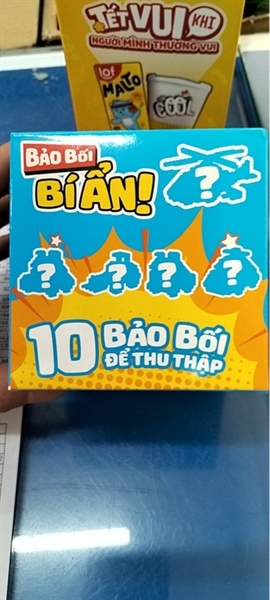 TẾT VUI KHI
NGƯỜI MÌNH THƯƠNG VUI
lof
MALTO
COOL
BẢO BỐI
BÍ ẨN!
?
? ? ? ?
10 BẢO BỐI
ĐỂ THU THẬP